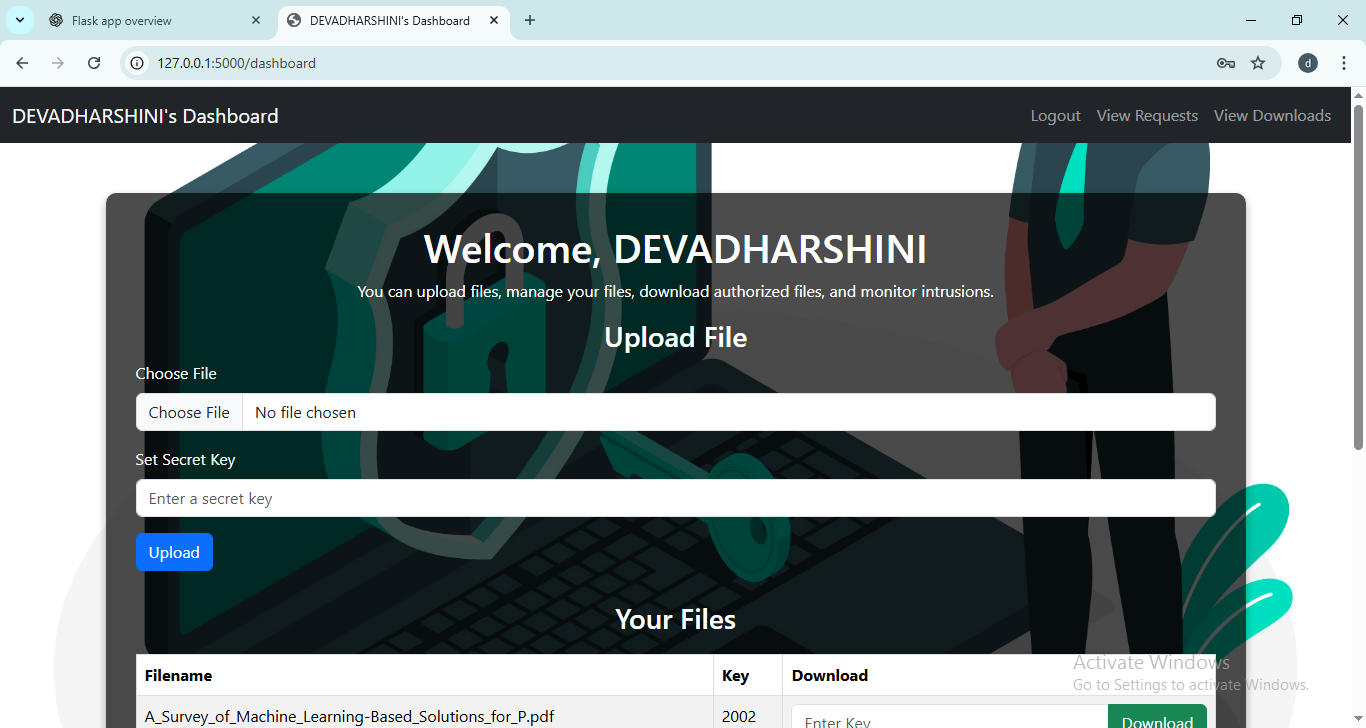 Flask app overview
DEVADHARSHINI's Dashboard
127.0.0.1:5000/dashboard
d
DEVADHARSHINI's Dashboard
Logout View Requests View Downloads
Welcome, DEVADHARSHINI
You can upload files, manage your files, download authorized files, and monitor intrusions.
Upload File
Choose File
Choose File No file chosen
Set Secret Key
Enter a secret key
Upload
Your Files
Filename Key Download
A_Survey_of_Machine_Learning-Based_Solutions_for_P.pdf 2002 Enter Key Download
Activate Windows
Go to Settings to activate Windows.